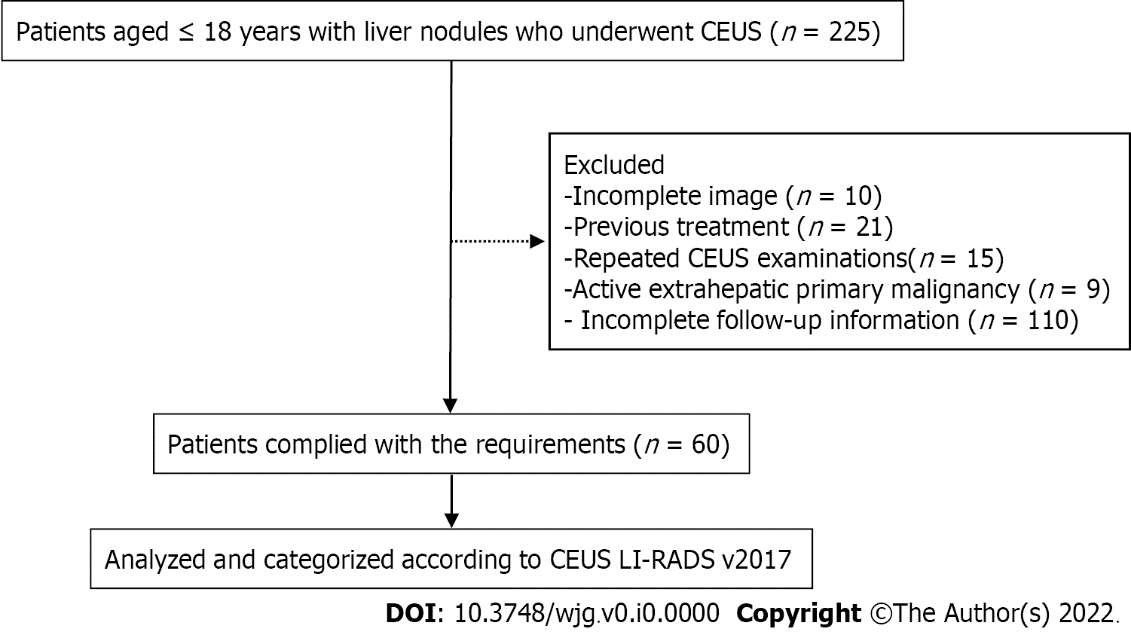 Patients aged ≤ 18 years with liver nodules who underwent CEUS (n = 225)
Excluded
-Incomplete image (n = 10)
-Previous treatment (n = 21)
-Repeated CEUS examinations(n = 15)
-Active extrahepatic primary malignancy (n = 9)
- Incomplete follow-up information (n = 110)
Patients complied with the requirements (n = 60)
Analyzed and categorized according to CEUS LI-RADS v2017
DOI: 10.3748/wjg.v0.i0.0000 Copyright ©The Author(s) 2022.